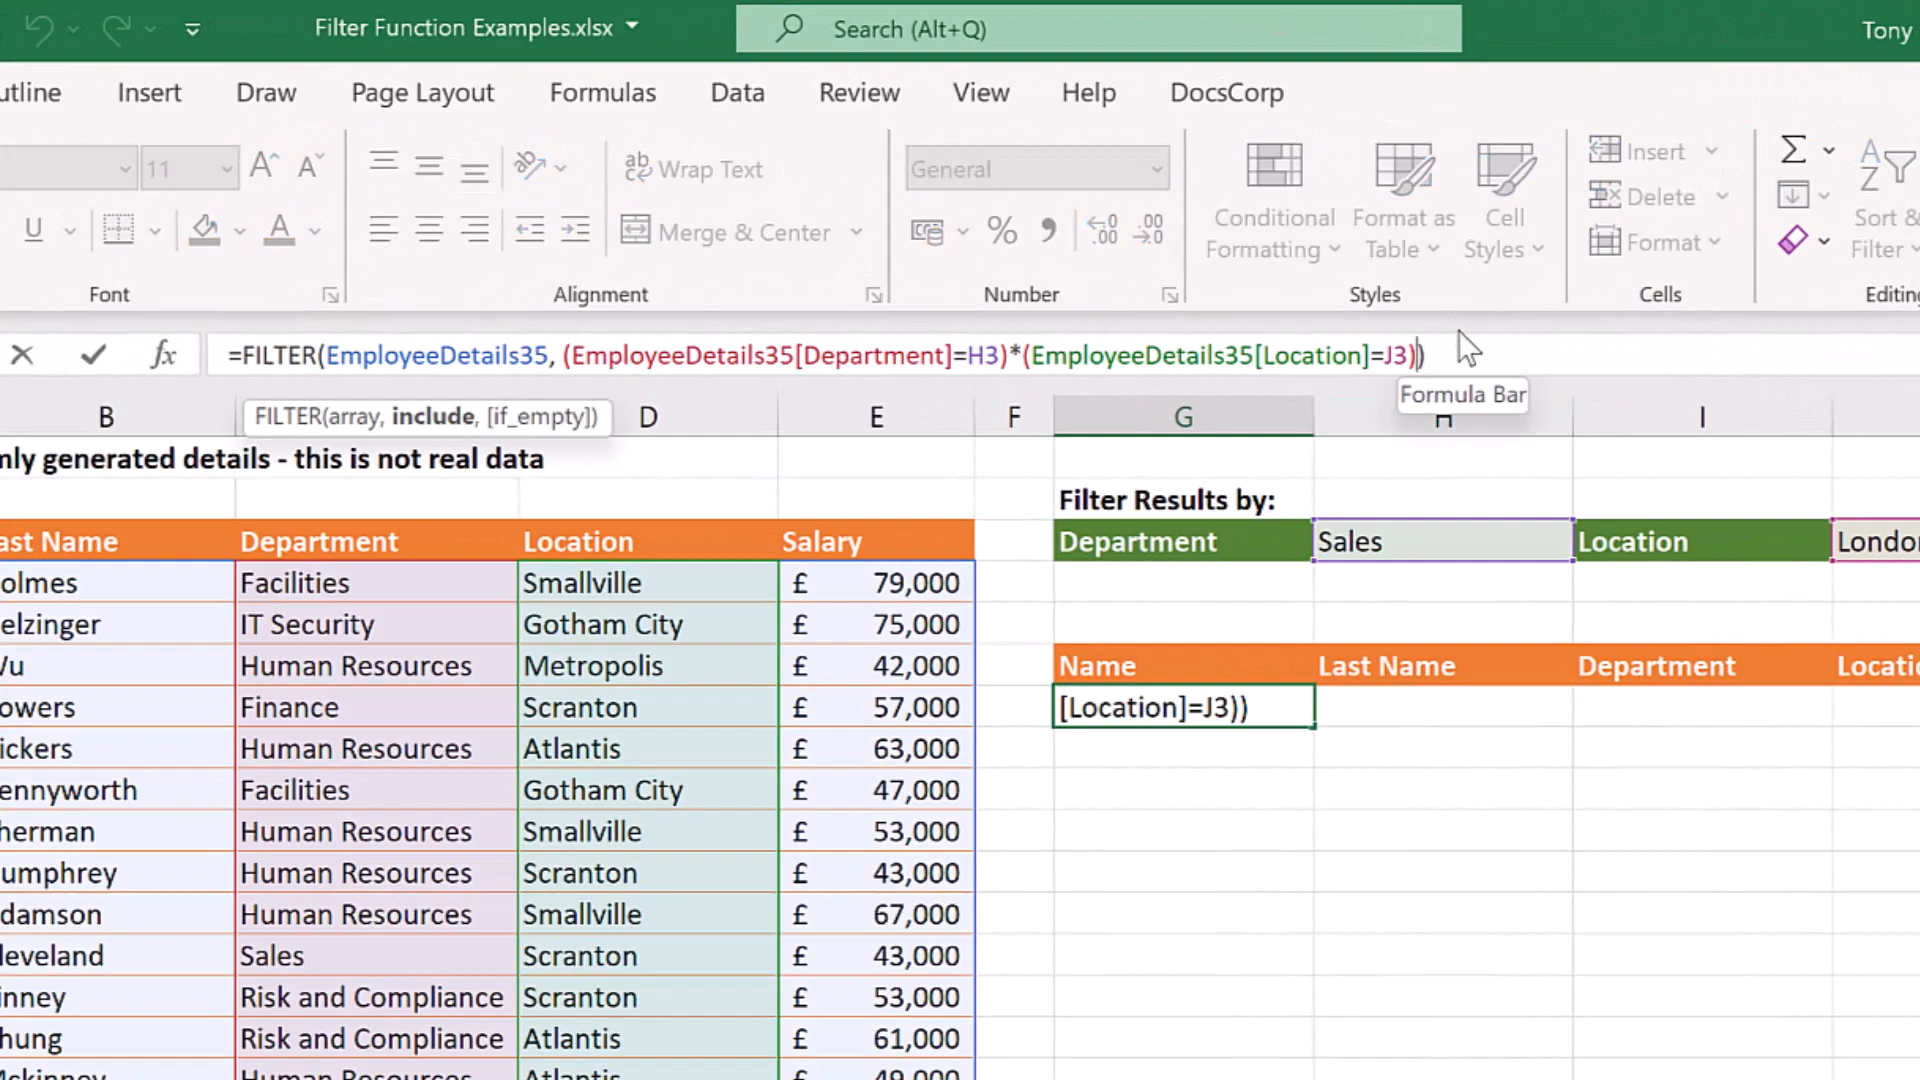 Filter Function Examples.xlsx Search (Alt+Q) Tony
utline Insert Draw Page Layout Formulas Data Review View Help DocsCorp
11 Wrap Text General Insert
Conditional Formatting Format as Table Cell Styles Delete Sort & Filter
Merge & Center Format
Font Alignment Number Styles Cells Editing
=FILTER(EmployeeDetails35, (EmployeeDetails35[Department]=H3)*(EmployeeDetails35[Location]=J3))
Formula Bar
B FILTER(array, include, [if_empty]) D E F G H I
mly generated details - this is not real data
Filter Results by:
ast Name Department Location Salary Department Sales Location Londo
olmes Facilities Smallville £ 79,000
elzinger IT Security Gotham City £ 75,000
Vu Human Resources Metropolis £ 42,000 Name Last Name Department Locati
owers Finance Scranton £ 57,000 [Location]=J3))
ickers Human Resources Atlantis £ 63,000
ennyworth Facilities Gotham City £ 47,000
herman Human Resources Smallville £ 53,000
umphrey Human Resources Scranton £ 43,000
damson Human Resources Smallville £ 67,000
leveland Sales Scranton £ 43,000
inney Risk and Compliance Scranton £ 53,000
hung Risk and Compliance Atlantis £ 61,000
Mckinney Human Resources Atlantis £ 49,000